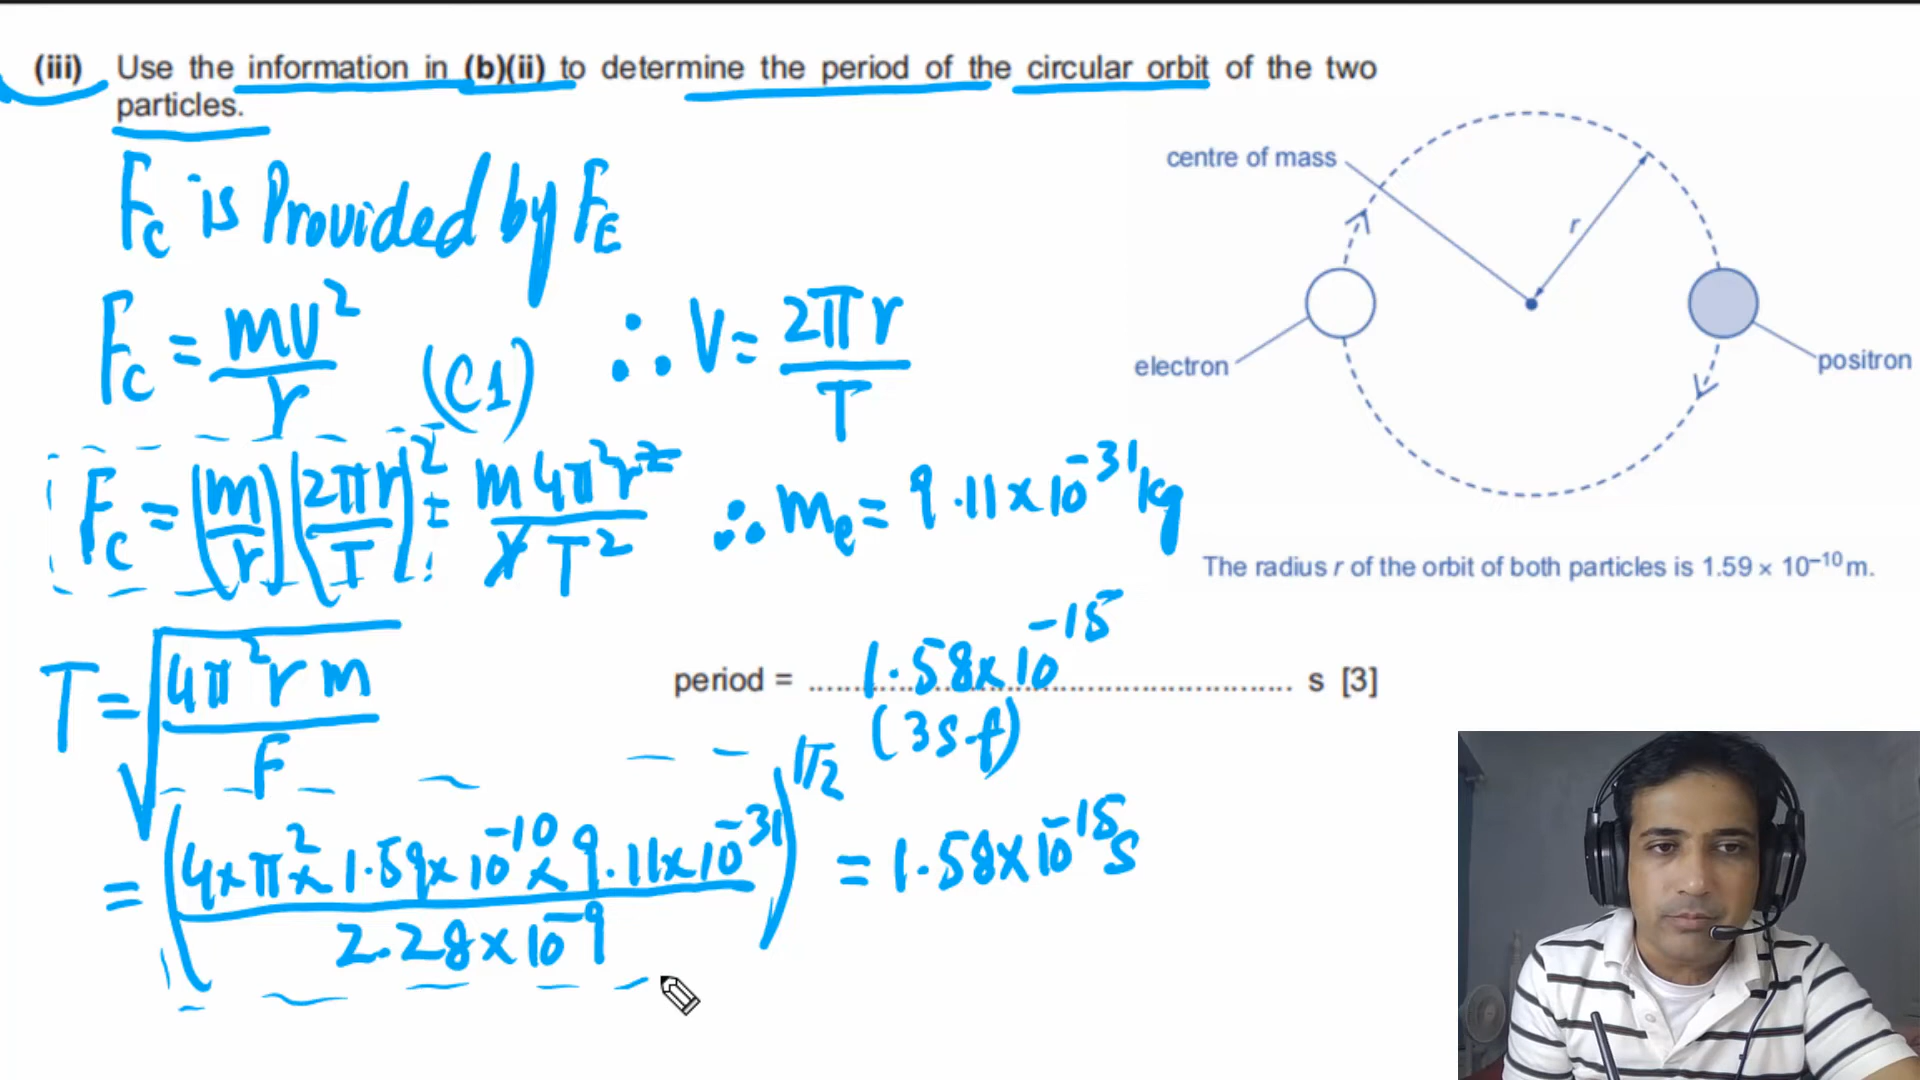 (iii) Use the information in (b)(ii) to determine the period of the circular orbit of the two
particles.
Fc is Provided by FE
Fc = mv²/r (C1) ∴ V = 2πr/T
Fc = (m/r)(2πr/T)² = m4π²r²/rT² ∴ me = 9.11×10⁻³¹ kg
T = √(4π²rm/F)
= (4×π²×1.59×10⁻¹⁰×9.11×10⁻³¹/2.28×10⁻⁹)^1/2 = 1.58×10⁻¹⁵ s
centre of mass
r
electron
positron
The radius r of the orbit of both particles is 1.59 × 10⁻¹⁰ m.
period = 1.58×10⁻¹⁵ s [3]
(3s.f)